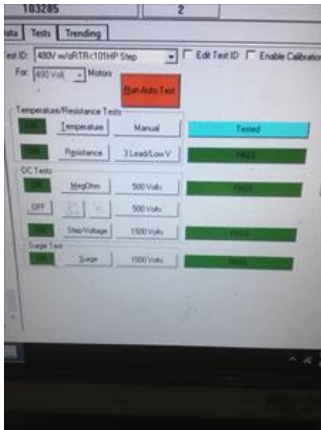 183285 2
Data Tests Trending
Test ID: 480V w/oRTR<101HP Step Edit Test ID Enable Calibration
For: 480 Volt Motors
Run Auto Test
Temperature/Resistance Tests
ON Temperature Manual Tested
ON Resistance 3 Lead/Low V PASS
DC Tests
ON MegOhm 500 Volts PASS
OFF 500 Volts
ON Step Voltage 1500 Volts PASS
Surge Test
ON Surge 1500 Volts PASS